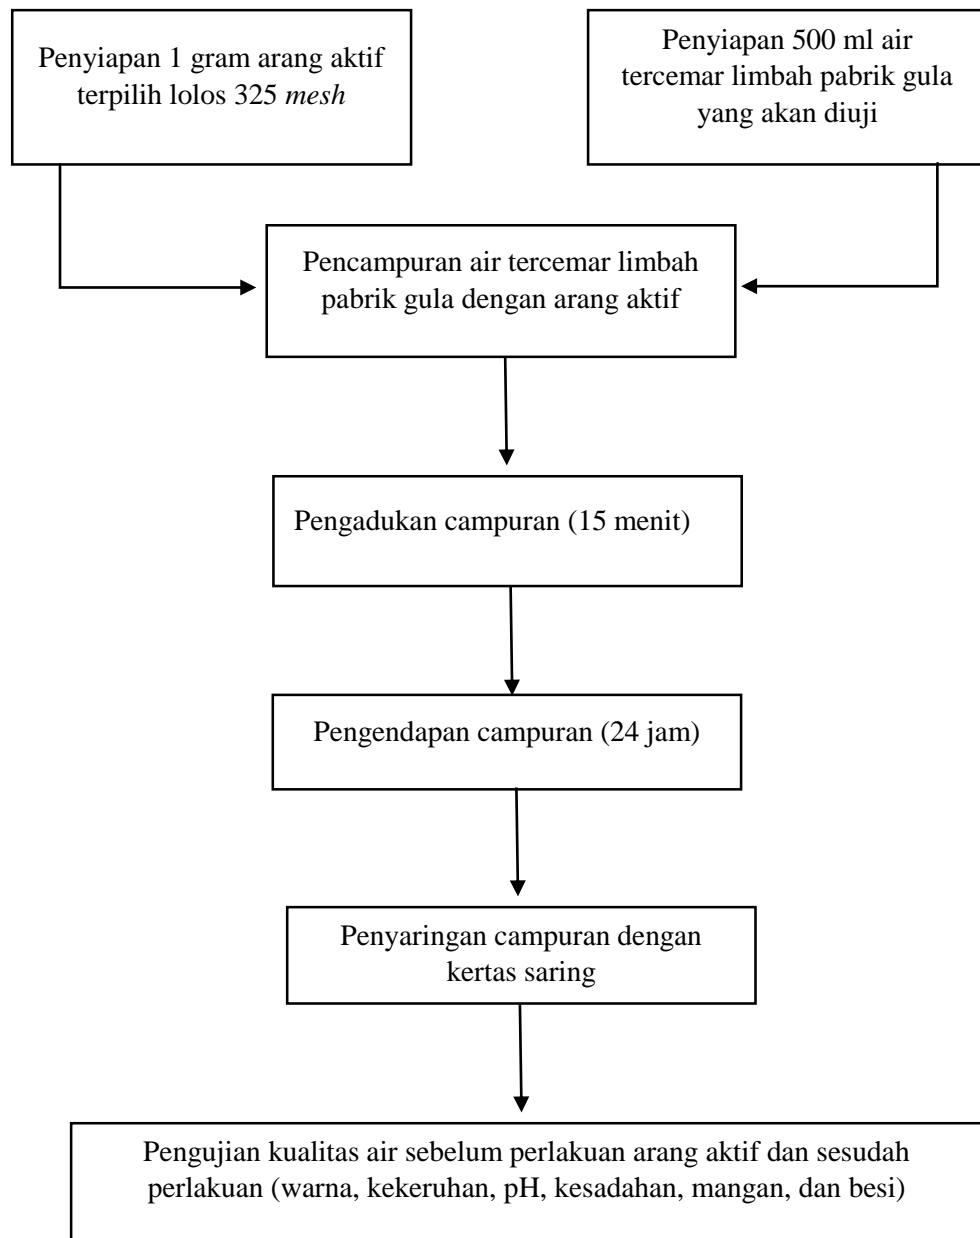 Penyiapan 1 gram arang aktif
terpilih lolos 325 mesh
Penyiapan 500 ml air
tercemar limbah pabrik gula
yang akan diuji
Pencampuran air tercemar limbah
pabrik gula dengan arang aktif
Pengadukan campuran (15 menit)
Pengendapan campuran (24 jam)
Penyaringan campuran dengan
kertas saring
Pengujian kualitas air sebelum perlakuan arang aktif dan sesudah
perlakuan (warna, kekeruhan, pH, kesadahan, mangan, dan besi)